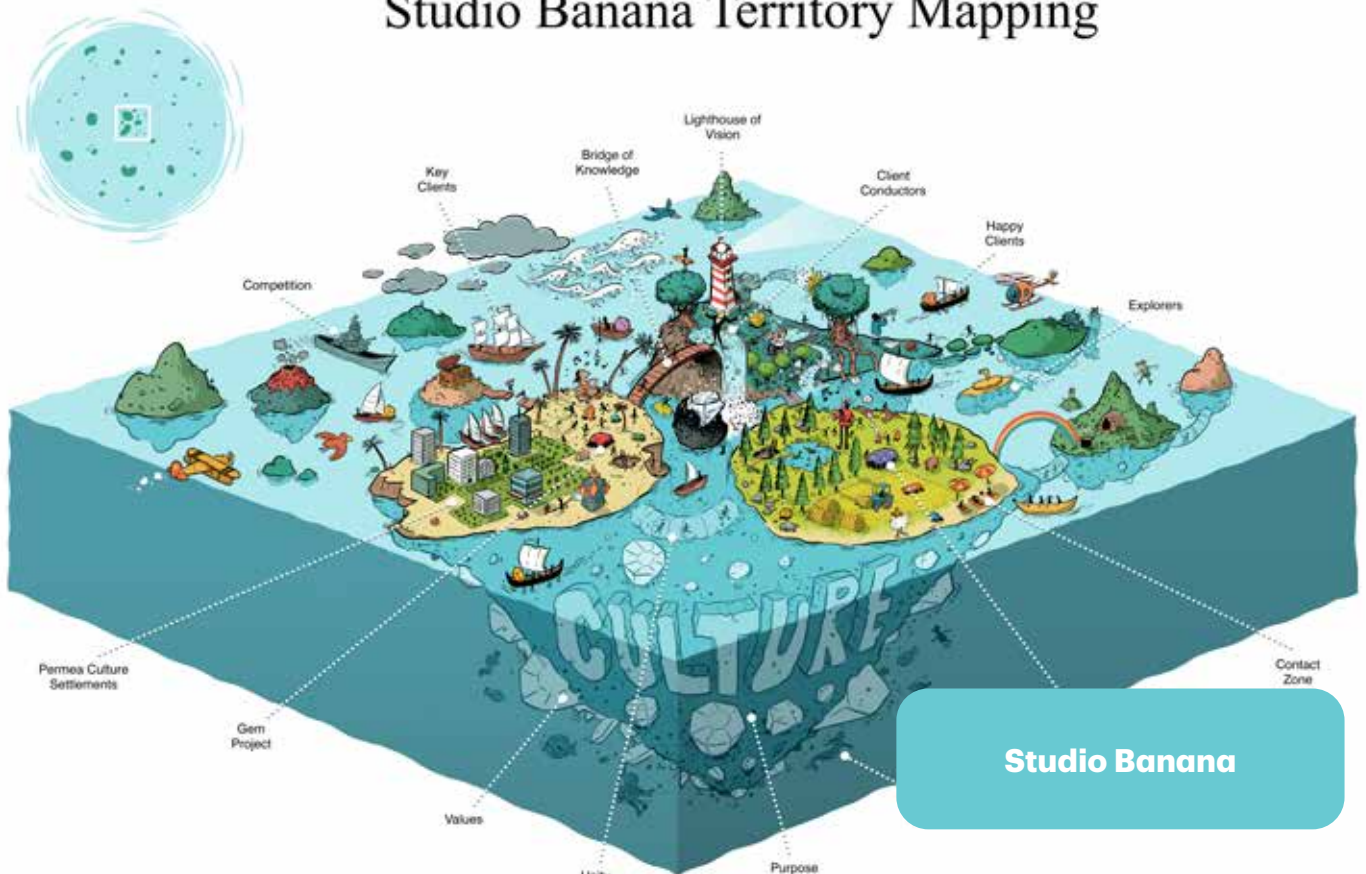 Studio Banana Territory Mapping
Lighthouse of
Vision
Bridge of
Knowledge
Key
Clients
Client
Conductors
Happy
Clients
Competition
Explorers
CULTURE
Permea Culture
Settlements
Contact
Zone
Gem
Project
Studio Banana
Values
Purpose